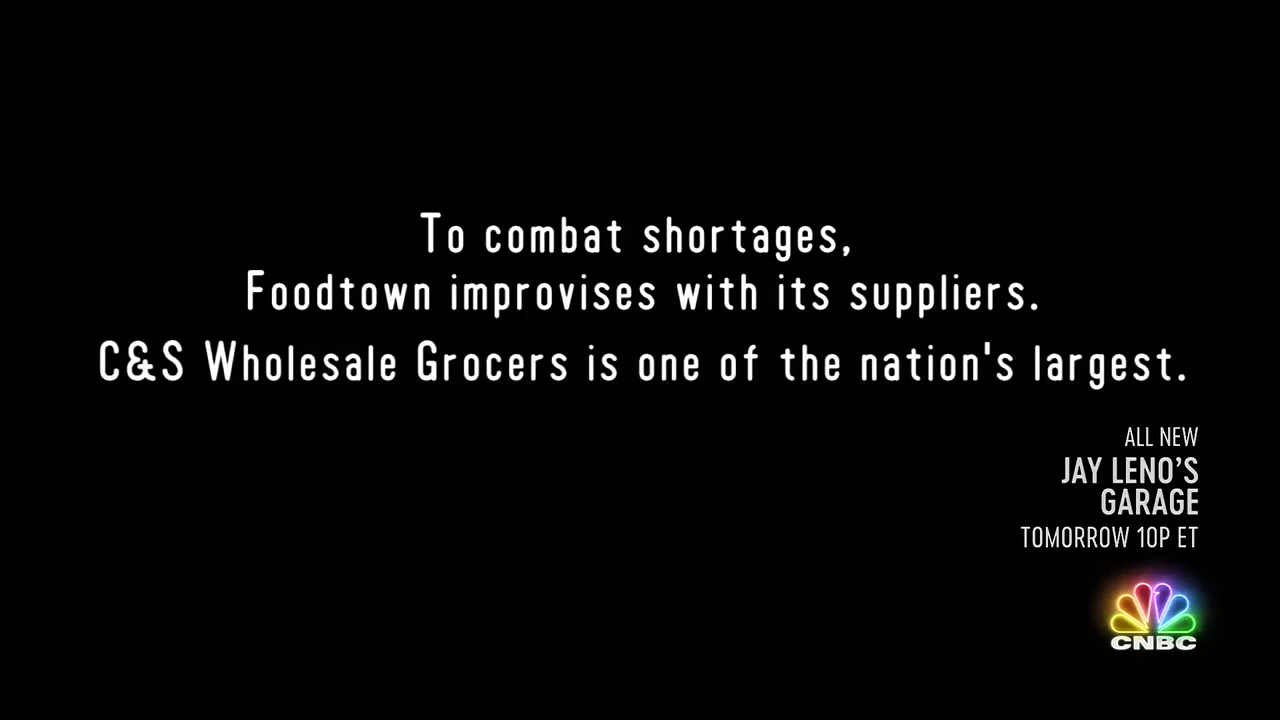 To combat shortages,
Foodtown improvises with its suppliers.
C&S Wholesale Grocers is one of the nation's largest.
ALL NEW
JAY LENO'S
GARAGE
TOMORROW 10P ET
CNBC